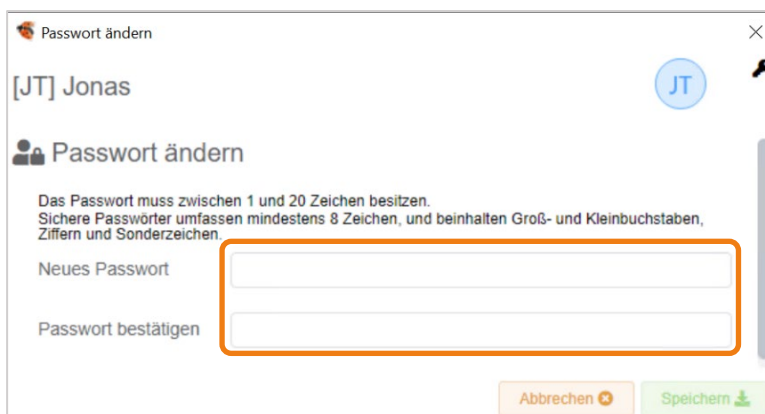 Passwort ändern
[JT] Jonas
JT
Passwort ändern
Das Passwort muss zwischen 1 und 20 Zeichen besitzen.
Sichere Passwörter umfassen mindestens 8 Zeichen, und beinhalten Groß- und Kleinbuchstaben,
Ziffern und Sonderzeichen.
Neues Passwort
Passwort bestätigen
Abbrechen
Speichern